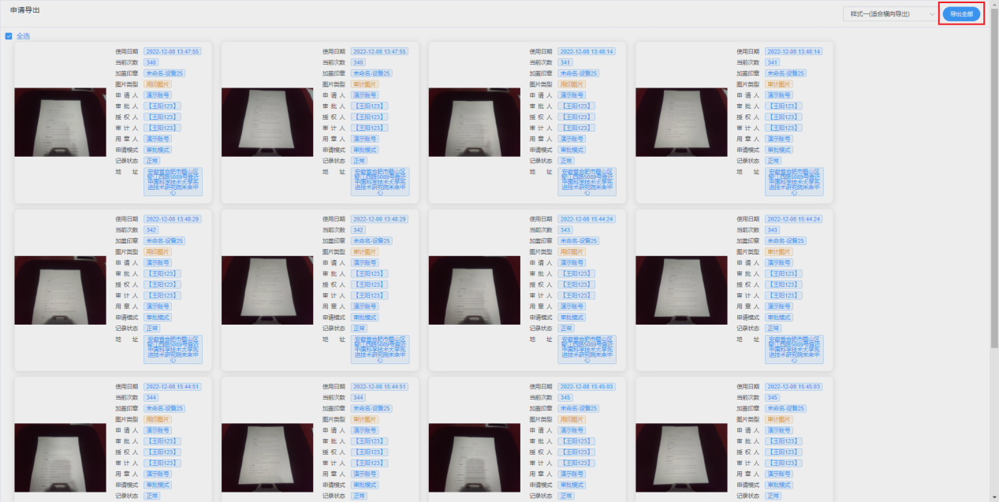 申请导出
样式一(适合横向导出)
导出全部
全选
使用日期 2022-12-08 13:47:55
当前次数 340
加盖印章 未命名-设备25
图片类型 用印图片
申请人 演示账号
审批人 【王阳123】
授权人 【王阳123】
审计人 【王阳123】
用章人 演示账号
申请模式 审批模式
记录状态 正常
地址 安徽省合肥市蜀山区
望江西路5089号靠近
中国科学技术大学先
进技术研究院未来中
心
使用日期 2022-12-08 13:47:55
当前次数 340
加盖印章 未命名-设备25
图片类型 审计图片
申请人 演示账号
审批人 【王阳123】
授权人 【王阳123】
审计人 【王阳123】
用章人 演示账号
申请模式 审批模式
记录状态 正常
地址 安徽省合肥市蜀山区
望江西路5089号靠近
中国科学技术大学先
进技术研究院未来中
心
使用日期 2022-12-08 13:48:14
当前次数 341
加盖印章 未命名-设备25
图片类型 用印图片
申请人 演示账号
审批人 【王阳123】
授权人 【王阳123】
审计人 【王阳123】
用章人 演示账号
申请模式 审批模式
记录状态 正常
地址 安徽省合肥市蜀山区
望江西路5089号靠近
中国科学技术大学先
进技术研究院未来中
心
使用日期 2022-12-08 13:48:14
当前次数 341
加盖印章 未命名-设备25
图片类型 审计图片
申请人 演示账号
审批人 【王阳123】
授权人 【王阳123】
审计人 【王阳123】
用章人 演示账号
申请模式 审批模式
记录状态 正常
地址 安徽省合肥市蜀山区
望江西路5089号靠近
中国科学技术大学先
进技术研究院未来中
心
使用日期 2022-12-08 13:48:29
当前次数 342
加盖印章 未命名-设备25
图片类型 用印图片
申请人 演示账号
审批人 【王阳123】
授权人 【王阳123】
审计人 【王阳123】
用章人 演示账号
申请模式 审批模式
记录状态 正常
地址 安徽省合肥市蜀山区
望江西路5089号靠近
中国科学技术大学先
进技术研究院未来中
心
使用日期 2022-12-08 13:48:29
当前次数 342
加盖印章 未命名-设备25
图片类型 审计图片
申请人 演示账号
审批人 【王阳123】
授权人 【王阳123】
审计人 【王阳123】
用章人 演示账号
申请模式 审批模式
记录状态 正常
地址 安徽省合肥市蜀山区
望江西路5089号靠近
中国科学技术大学先
进技术研究院未来中
心
使用日期 2022-12-08 15:44:24
当前次数 343
加盖印章 未命名-设备25
图片类型 用印图片
申请人 演示账号
审批人 【王阳123】
授权人 【王阳123】
审计人 【王阳123】
用章人 演示账号
申请模式 审批模式
记录状态 正常
地址 安徽省合肥市蜀山区
望江西路5089号靠近
中国科学技术大学先
进技术研究院未来中
心
使用日期 2022-12-08 15:44:24
当前次数 343
加盖印章 未命名-设备25
图片类型 审计图片
申请人 演示账号
审批人 【王阳123】
授权人 【王阳123】
审计人 【王阳123】
用章人 演示账号
申请模式 审批模式
记录状态 正常
地址 安徽省合肥市蜀山区
望江西路5089号靠近
中国科学技术大学先
进技术研究院未来中
心
使用日期 2022-12-08 15:44:51
当前次数 344
加盖印章 未命名-设备25
图片类型 用印图片
申请人 演示账号
审批人 【王阳123】
授权人 【王阳123】
审计人 【王阳123】
用章人 演示账号
申请模式 审批模式
记录状态 正常
使用日期 2022-12-08 15:44:51
当前次数 344
加盖印章 未命名-设备25
图片类型 审计图片
申请人 演示账号
审批人 【王阳123】
授权人 【王阳123】
审计人 【王阳123】
用章人 演示账号
申请模式 审批模式
记录状态 正常
使用日期 2022-12-08 15:45:03
当前次数 345
加盖印章 未命名-设备25
图片类型 用印图片
申请人 演示账号
审批人 【王阳123】
授权人 【王阳123】
审计人 【王阳123】
用章人 演示账号
申请模式 审批模式
记录状态 正常
使用日期 2022-12-08 15:45:03
当前次数 345
加盖印章 未命名-设备25
图片类型 审计图片
申请人 演示账号
审批人 【王阳123】
授权人 【王阳123】
审计人 【王阳123】
用章人 演示账号
申请模式 审批模式
记录状态 正常